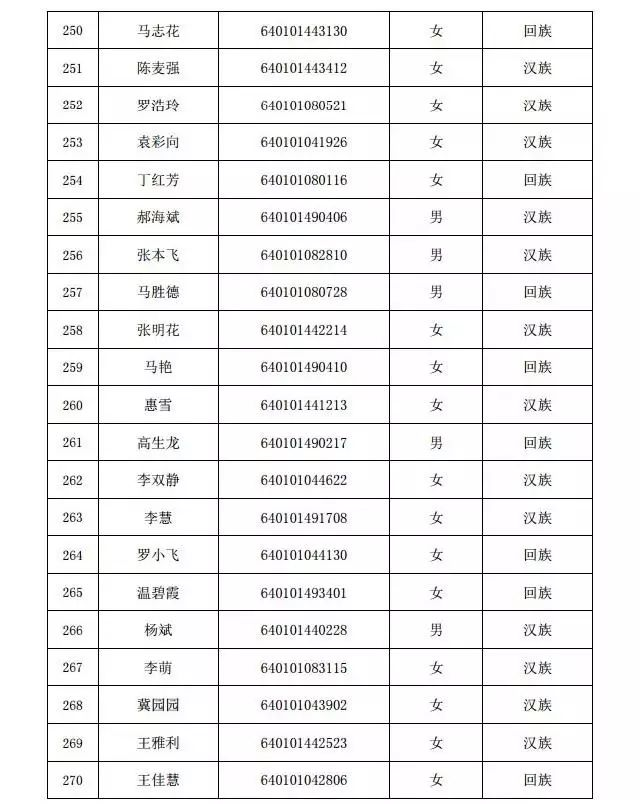 250 马志花 640101443130 女 回族
251 陈麦强 640101443412 女 汉族
252 罗浩玲 640101080521 女 汉族
253 袁彩向 640101041926 女 汉族
254 丁红芳 640101080116 女 回族
255 郝海斌 640101490406 男 汉族
256 张本飞 640101082810 男 汉族
257 马胜德 640101080728 男 回族
258 张明花 640101442214 女 汉族
259 马艳 640101490410 女 回族
260 惠雪 640101441213 女 汉族
261 高生龙 640101490217 男 回族
262 李双静 640101044622 女 汉族
263 李慧 640101491708 女 汉族
264 罗小飞 640101044130 女 回族
265 温碧霞 640101493401 女 回族
266 杨斌 640101440228 男 汉族
267 李萌 640101083115 女 汉族
268 冀园园 640101043902 女 汉族
269 王雅利 640101442523 女 汉族
270 王佳慧 640101042806 女 回族